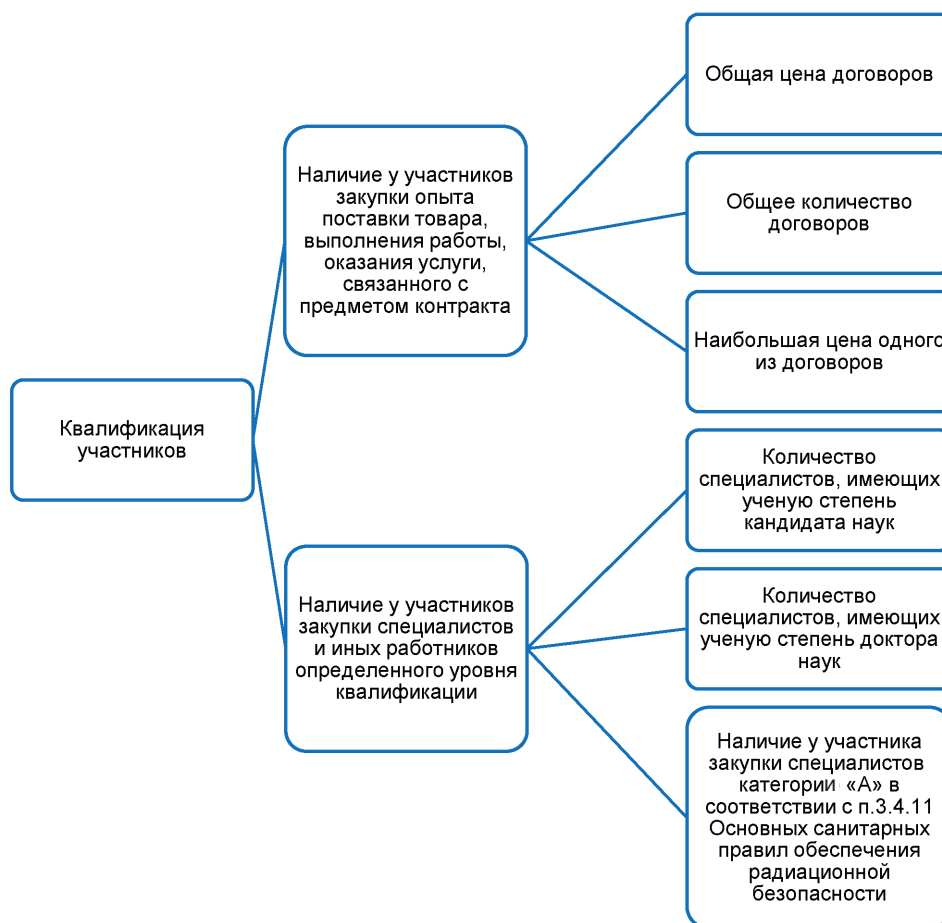 Квалификация
участников
Наличие у участников
закупки опыта
поставки товара,
выполнения работы,
оказания услуги,
связанного с
предметом контракта
Общая цена договоров
Общее количество
договоров
Наибольшая цена одного
из договоров
Наличие у участников
закупки специалистов
и иных работников
определенного уровня
квалификации
Количество
специалистов, имеющих
ученую степень
кандидата наук
Количество
специалистов, имеющих
ученую степень доктора
наук
Наличие у участника
закупки специалистов
категории «А» в
соответствии с п.3.4.11
Основных санитарных
правил обеспечения
радиационной
безопасности